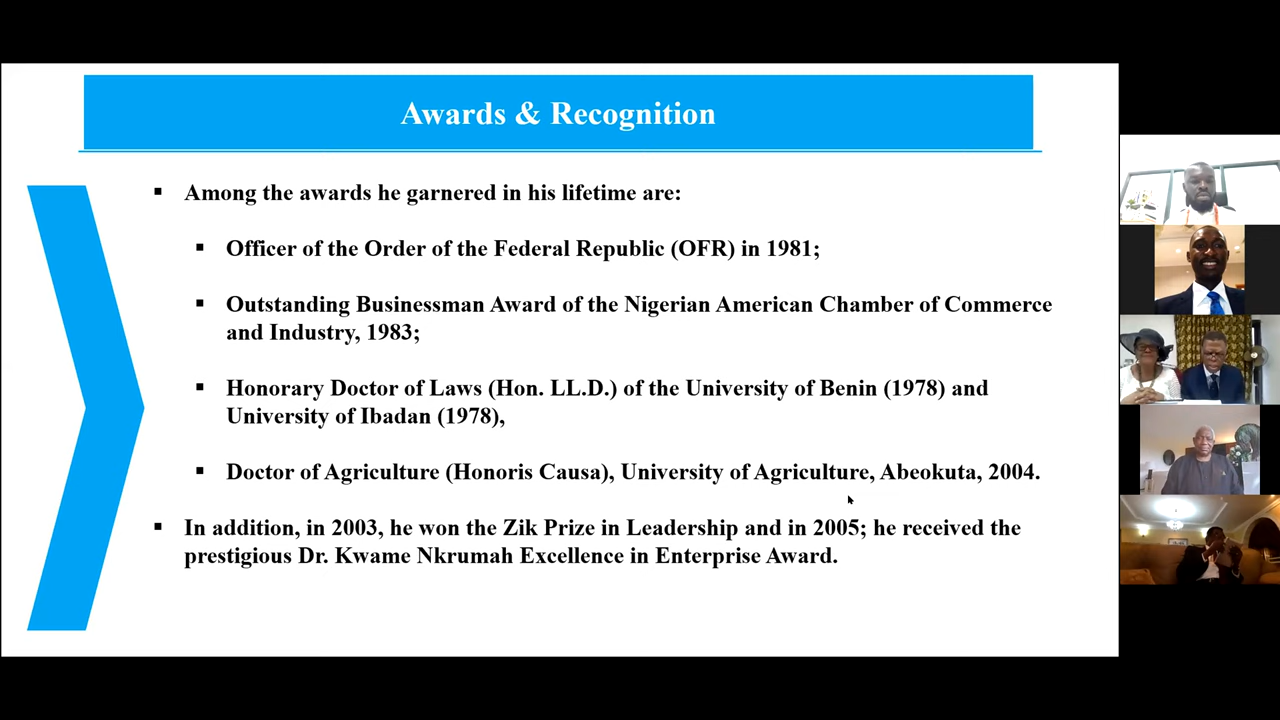 Awards & Recognition
Among the awards he garnered in his lifetime are:
Officer of the Order of the Federal Republic (OFR) in 1981;
Outstanding Businessman Award of the Nigerian American Chamber of Commerce
and Industry, 1983;
Honorary Doctor of Laws (Hon. LL.D.) of the University of Benin (1978) and
University of Ibadan (1978),
Doctor of Agriculture (Honoris Causa), University of Agriculture, Abeokuta, 2004.
In addition, in 2003, he won the Zik Prize in Leadership and in 2005; he received the
prestigious Dr. Kwame Nkrumah Excellence in Enterprise Award.